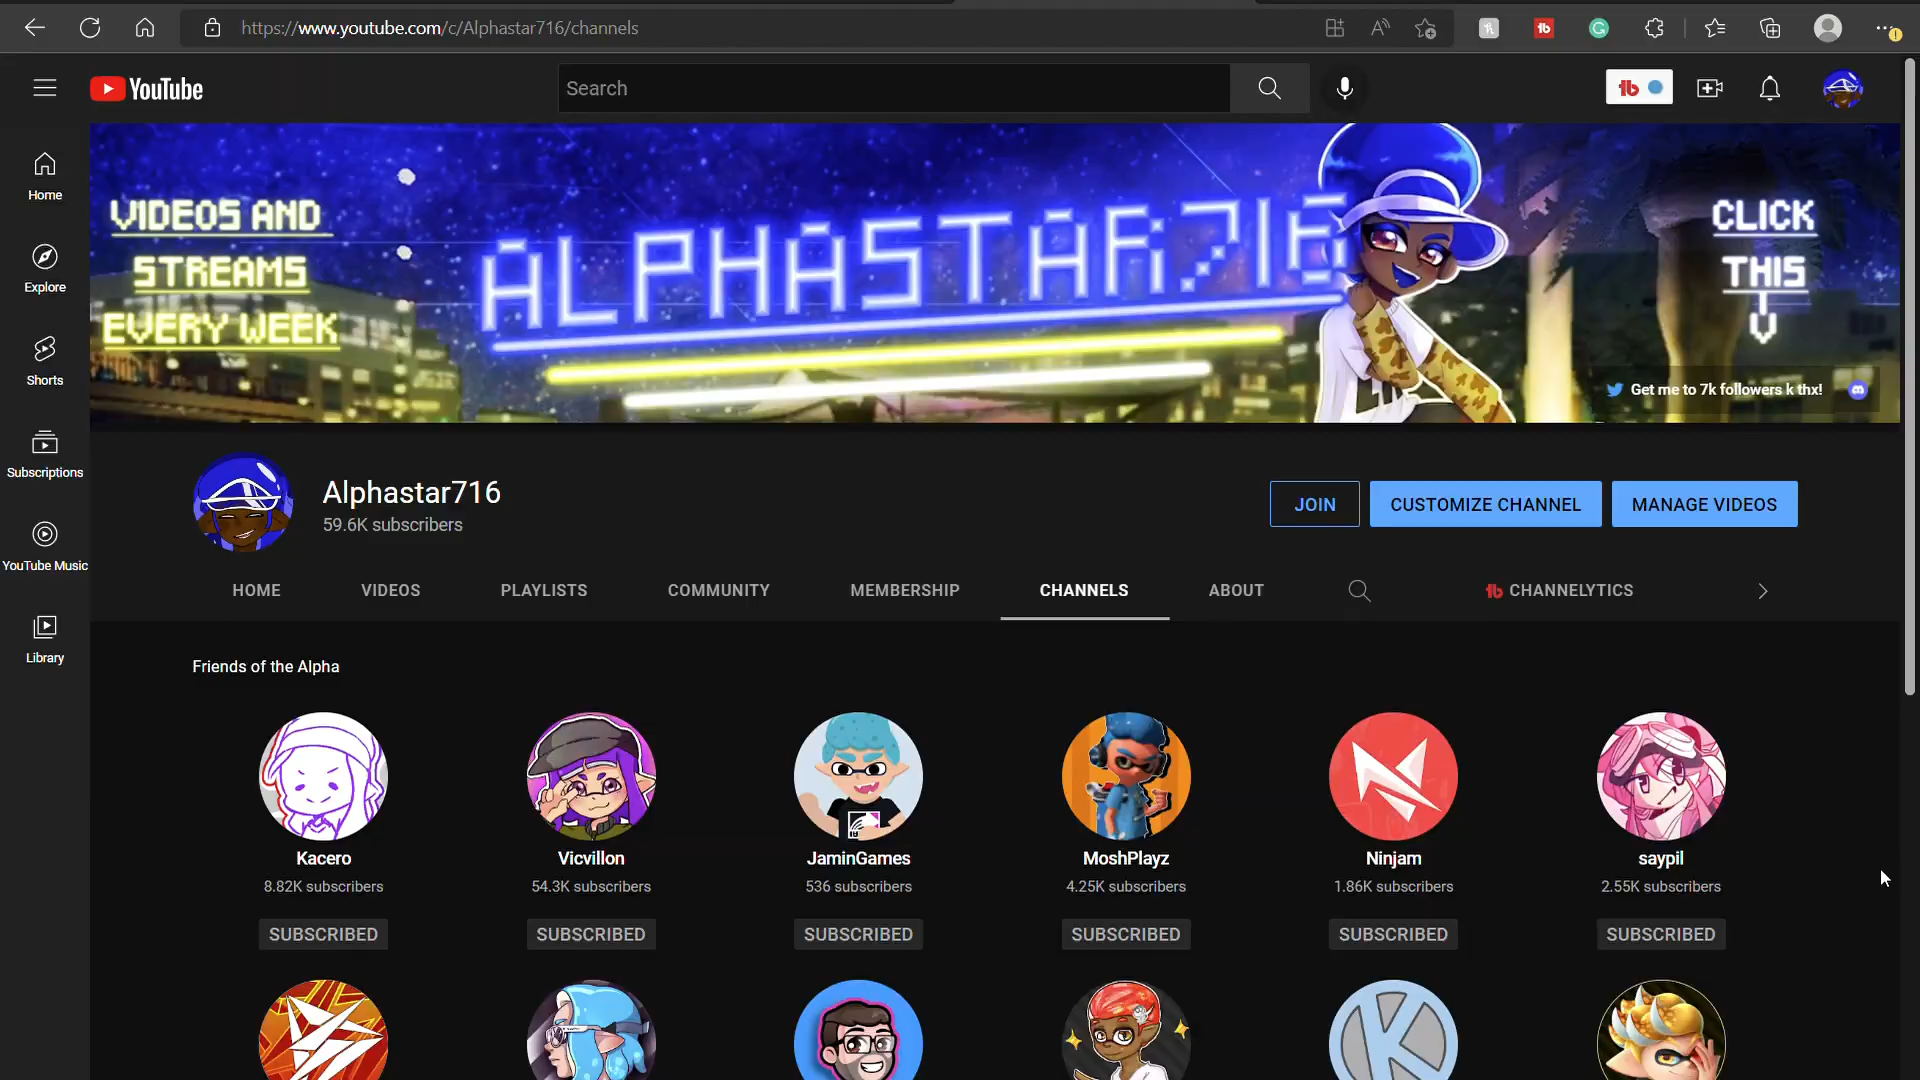 https://www.youtube.com/c/Alphastar716/channels
YouTube
Search
Home
Explore
Shorts
Subscriptions
YouTube Music
Library
VIDEOS AND
STREAMS
EVERY WEEK
ALPHASTAR716
CLICK
THIS
Get me to 7k followers k thx!
Alphastar716
59.6K subscribers
JOIN
CUSTOMIZE CHANNEL
MANAGE VIDEOS
HOME
VIDEOS
PLAYLISTS
COMMUNITY
MEMBERSHIP
CHANNELS
ABOUT
CHANNELYTICS
Friends of the Alpha
Kacero
8.82K subscribers
SUBSCRIBED
Vicvillon
54.3K subscribers
SUBSCRIBED
JaminGames
536 subscribers
SUBSCRIBED
MoshPlayz
4.25K subscribers
SUBSCRIBED
Ninjam
1.86K subscribers
SUBSCRIBED
saypil
2.55K subscribers
SUBSCRIBED